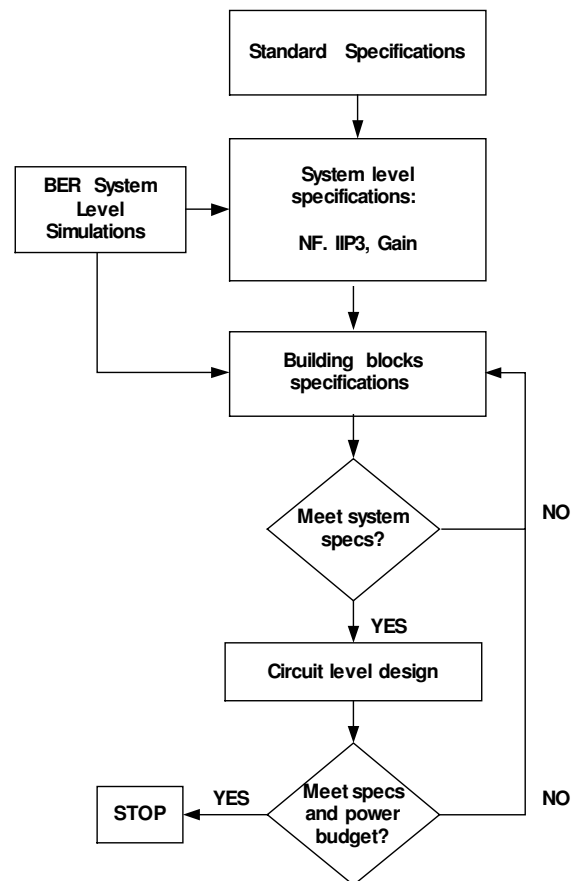 Standard Specifications
System level
specifications:
NF. IIP3, Gain
BER System
Level
Simulations
Building blocks
specifications
Meet system
specs?
NO
YES
Circuit level design
Meet specs
and power
budget?
YES
NO
STOP